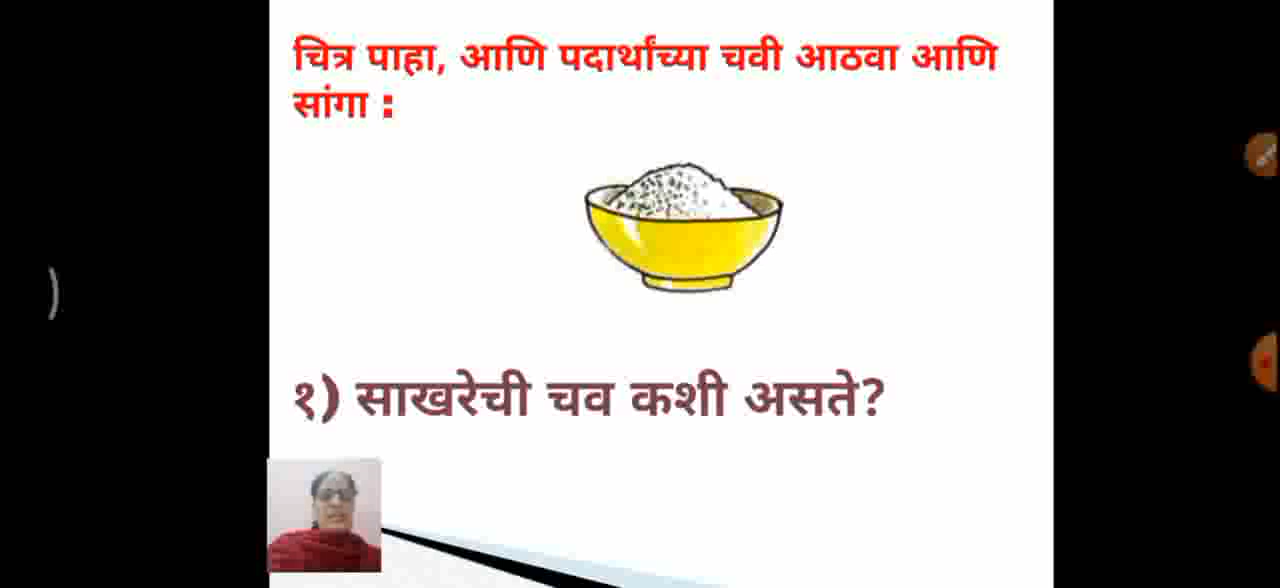 चित्र पाहा, आणि पदार्थांच्या चवी आठवा आणि
सांगा :
१) साखरेची चव कशी असते?